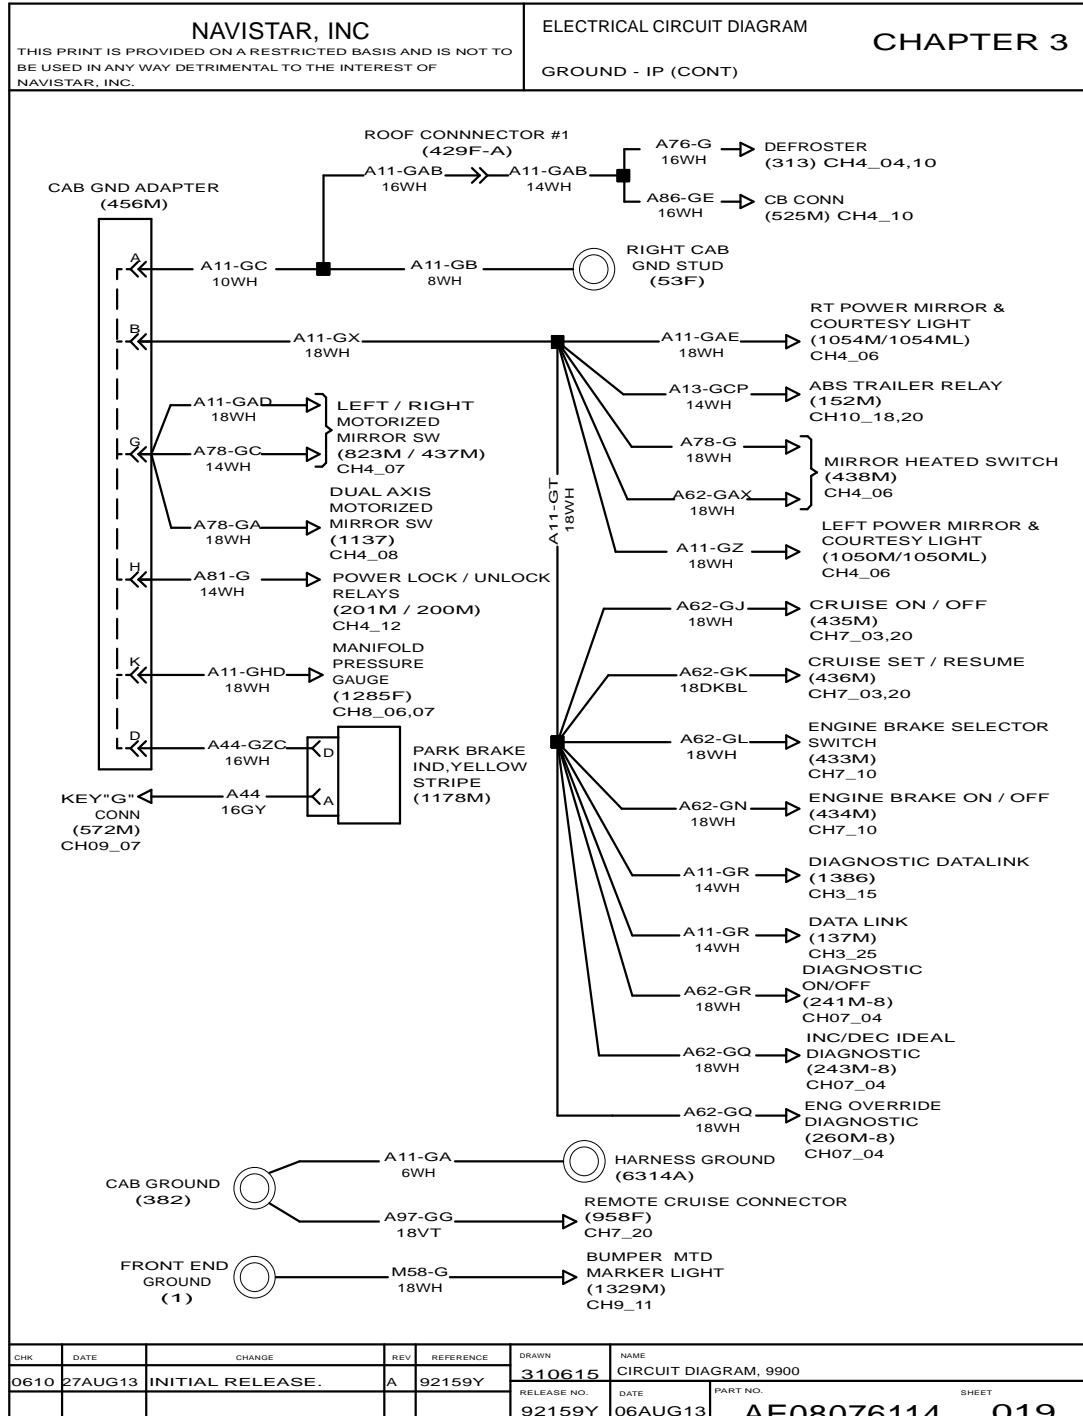 NAVISTAR, INC
THIS PRINT IS PROVIDED ON A RESTRICTED BASIS AND IS NOT TO
BE USED IN ANY WAY DETRIMENTAL TO THE INTEREST OF
NAVISTAR, INC.
ELECTRICAL CIRCUIT DIAGRAM
GROUND - IP (CONT)
CHAPTER 3
ROOF CONNNECTOR #1
(429F-A)
A11-GAB
16WH
A11-GAB
14WH
A76-G
16WH
DEFROSTER
(313) CH4_04,10
A86-GE
16WH
CB CONN
(525M) CH4_10
CAB GND ADAPTER
(456M)
A
A11-GC
10WH
A11-GB
8WH
RIGHT CAB
GND STUD
(53F)
B
A11-GX
18WH
A11-GAE
18WH
RT POWER MIRROR &
COURTESY LIGHT
(1054M/1054ML)
CH4_06
A13-GCP
14WH
ABS TRAILER RELAY
(152M)
CH10_18,20
A78-G
18WH
A62-GAX
18WH
MIRROR HEATED SWITCH
(438M)
CH4_06
A11-GZ
18WH
LEFT POWER MIRROR &
COURTESY LIGHT
(1050M/1050ML)
CH4_06
A11-GT
18WH
G
A11-GAD
18WH
A78-GC
14WH
LEFT / RIGHT
MOTORIZED
MIRROR SW
(823M / 437M)
CH4_07
A78-GA
18WH
DUAL AXIS
MOTORIZED
MIRROR SW
(1137)
CH4_08
H
A81-G
14WH
POWER LOCK / UNLOCK
RELAYS
(201M / 200M)
CH4_12
K
A11-GHD
18WH
MANIFOLD
PRESSURE
GAUGE
(1285F)
CH8_06,07
D
A44-GZC
16WH
D
A
PARK BRAKE
IND,YELLOW
STRIPE
(1178M)
A44
16GY
KEY"G"
CONN
(572M)
CH09_07
A62-GJ
18WH
CRUISE ON / OFF
(435M)
CH7_03,20
A62-GK
18DKBL
CRUISE SET / RESUME
(436M)
CH7_03,20
A62-GL
18WH
ENGINE BRAKE SELECTOR
SWITCH
(433M)
CH7_10
A62-GN
18WH
ENGINE BRAKE ON / OFF
(434M)
CH7_10
A11-GR
14WH
DIAGNOSTIC DATALINK
(1386)
CH3_15
A11-GR
14WH
DATA LINK
(137M)
CH3_25
A62-GR
18WH
DIAGNOSTIC
ON/OFF
(241M-8)
CH07_04
A62-GQ
18WH
INC/DEC IDEAL
DIAGNOSTIC
(243M-8)
CH07_04
A62-GQ
18WH
ENG OVERRIDE
DIAGNOSTIC
(260M-8)
CH07_04
CAB GROUND
(382)
A11-GA
6WH
HARNESS GROUND
(6314A)
A97-GG
18VT
REMOTE CRUISE CONNECTOR
(958F)
CH7_20
FRONT END
GROUND
(1)
M58-G
18WH
BUMPER MTD
MARKER LIGHT
(1329M)
CH9_11
CHK DATE CHANGE REV REFERENCE
0610 27AUG13 INITIAL RELEASE. A 92159Y
DRAWN
310615
NAME
CIRCUIT DIAGRAM, 9900
RELEASE NO.
92159Y
DATE
06AUG13
PART NO.
AE08076114
SHEET
019